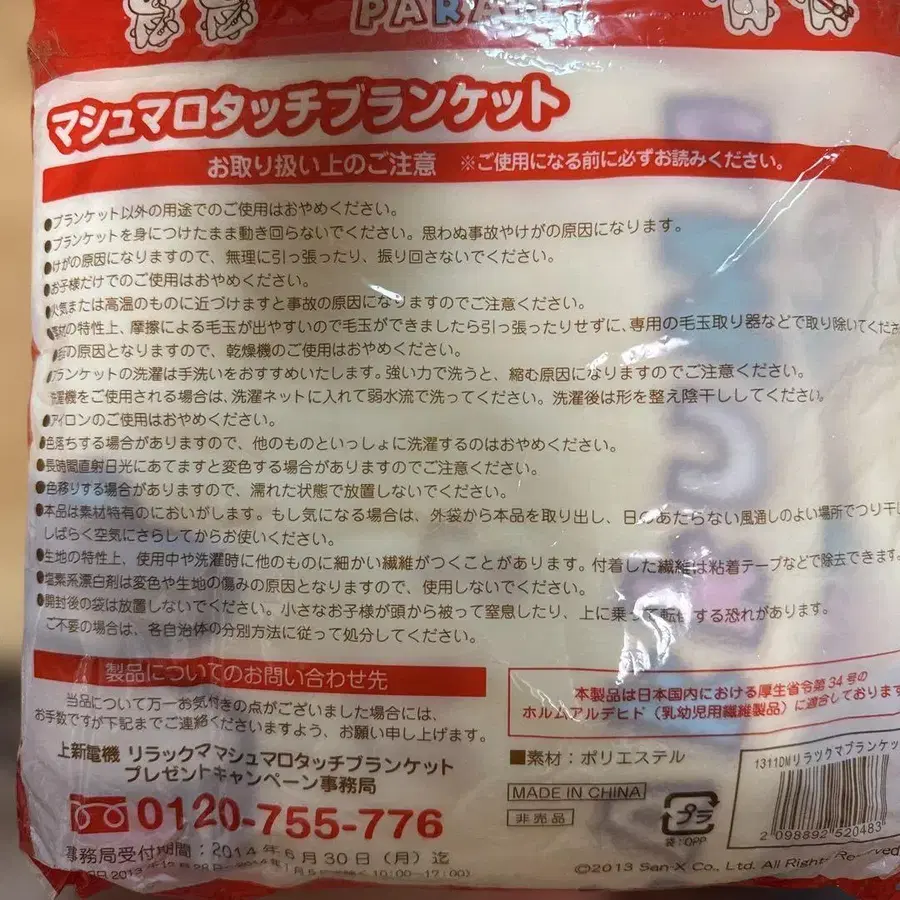 PARA
マシュマロタッチブランケット
お取り扱い上のご注意 ※ご使用になる前に必ずお読みください。
●ブランケット以外の用途でのご使用はおやめください。
●ブランケットを身につけたまま動き回らないでください。思わぬ事故やけがの原因になります。
●けがの原因になりますので、無理に引っ張ったり、振り回さないでください。
●お子様だけでのご使用はおやめください。
●火気または高温のものに近づけますと事故の原因になりますのでご注意ください。
●素材の特性上、摩擦による毛玉が出やすいので毛玉ができましたら引っ張ったりせずに、専用の毛玉取り器などで取り除いてくださ
の原因となりますので、乾燥機のご使用はおやめください。
●ブランケットの洗濯は手洗いをおすすめいたします。強い力で洗うと、縮む原因になりますのでご注意ください。
洗濯機をご使用される場合は、洗濯ネットに入れて弱水流で洗ってください。洗濯後は形を整え陰干ししてください。
●アイロンのご使用はおやめください。
●色落ちする場合がありますので、他のものといっしょに洗濯するのはおやめください。
●長時間直射日光にあてますと変色する場合がありますのでご注意ください。
●色移りする場合がありますので、濡れた状態で放置しないでください。
●本品は素材特有のにおいがします。もし気になる場合は、外袋から本品を取り出し、日のあたらない風通しのよい場所でつり干し
しばらく空気にさらしてからお使いください。
●生地の特性上、使用中や洗濯時に他のものに細かい繊維がつくことがあります。付着した繊維は粘着テープなどで除去できます。
●塩素系漂白剤は変色や生地の傷みの原因となりますので、使用しないでください。
●開封後の袋は放置しないでください。小さなお子様が頭から被って窒息したり、上に乗って転倒する恐れがあります。
ご不要の場合は、各自治体の分別方法に従って処分してください。
製品についてのお問い合わせ先
当品について万一お気付きの点がございました場合には、
お手数ですが下記までご連絡くださいますよう、お願い申し上げます。
上新電機 リラックママシュマロタッチブランケット
プレゼントキャンペーン事務局
0120-755-776
事務局受付期間：2014年6月30日（月）迄
10:00~17:00)
本製品は日本国内における厚生省令第34号の
ホルムアルデヒド（乳幼児用繊維製品）に適合しております
■素材：ポリエステル
MADE IN CHINA
非売品
プラ
袋：OPP
1311DMリラックマブランケッ
2 098892 520483
©2013 San-X Co., Ltd. All Rights Reserved.